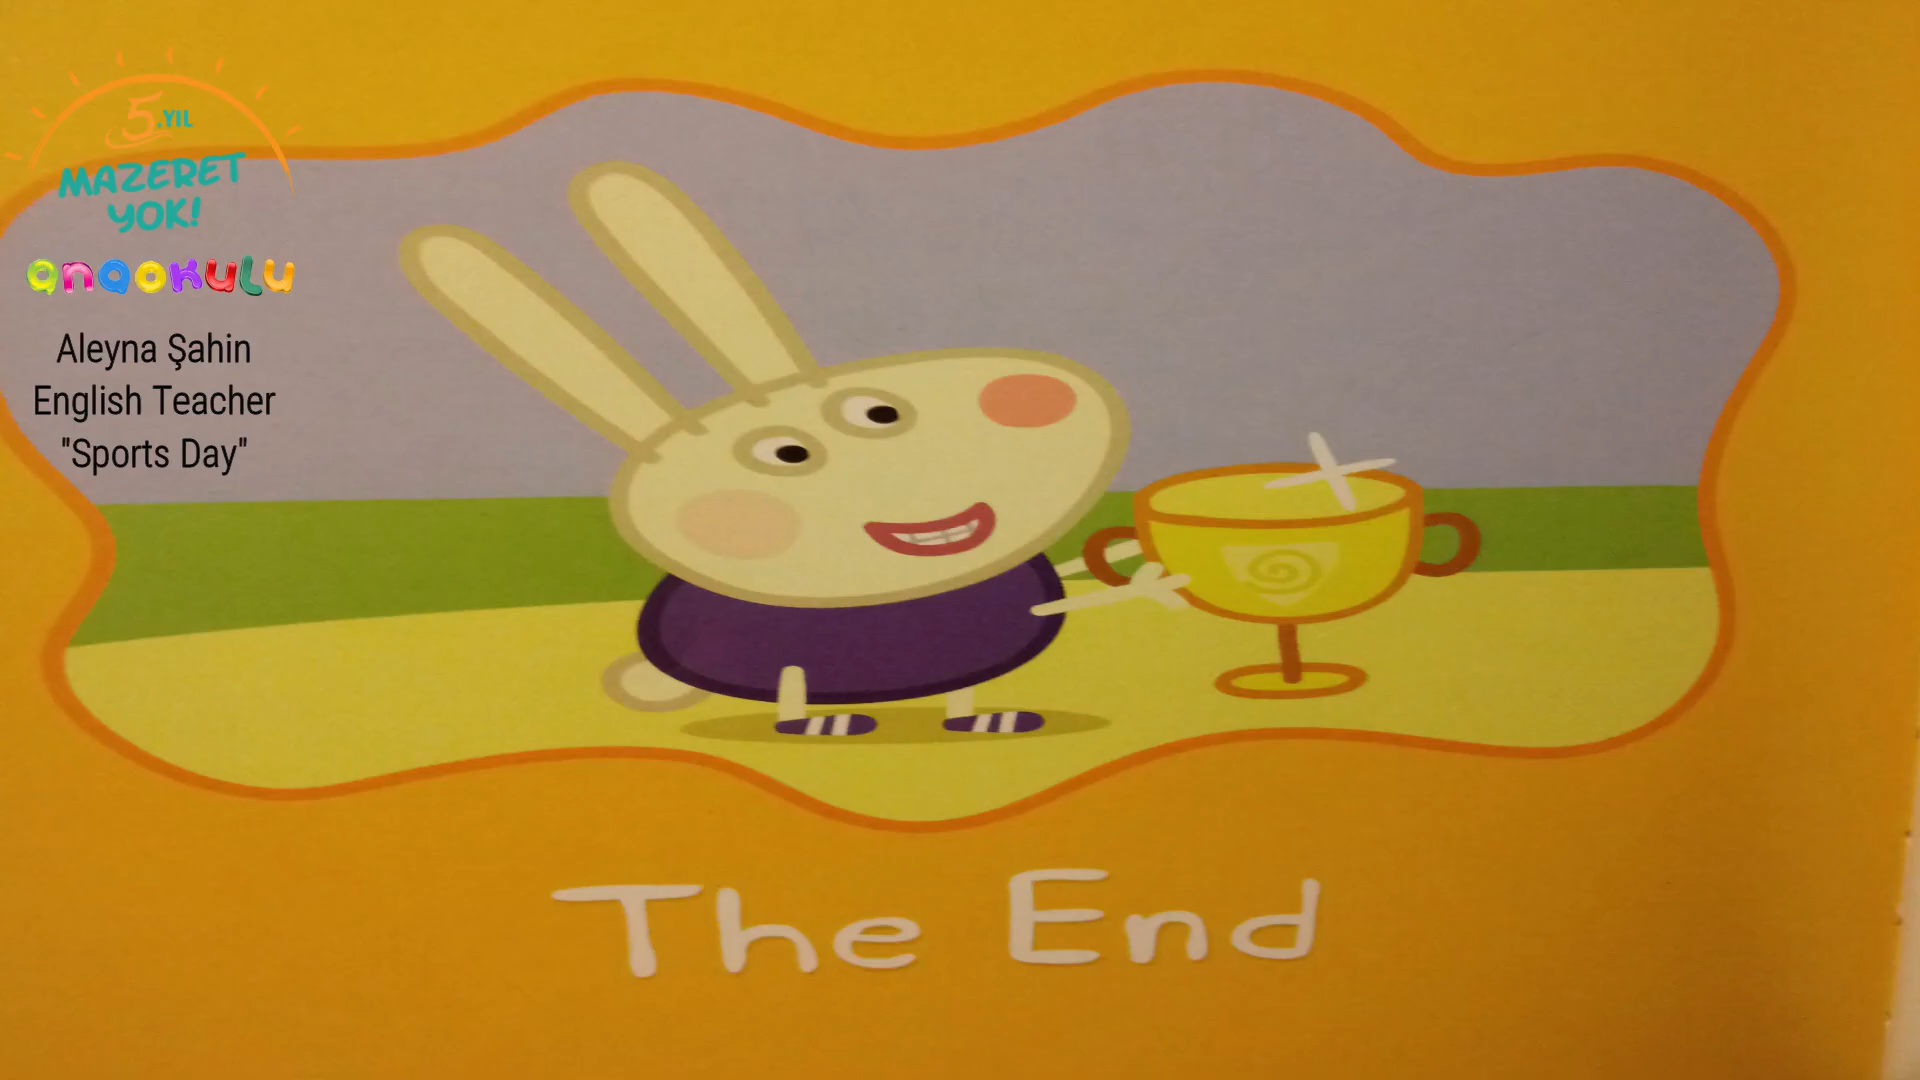 5.YIL
MAZERET
YOK!
anaokulu
Aleyna Şahin
English Teacher
"Sports Day"
The End